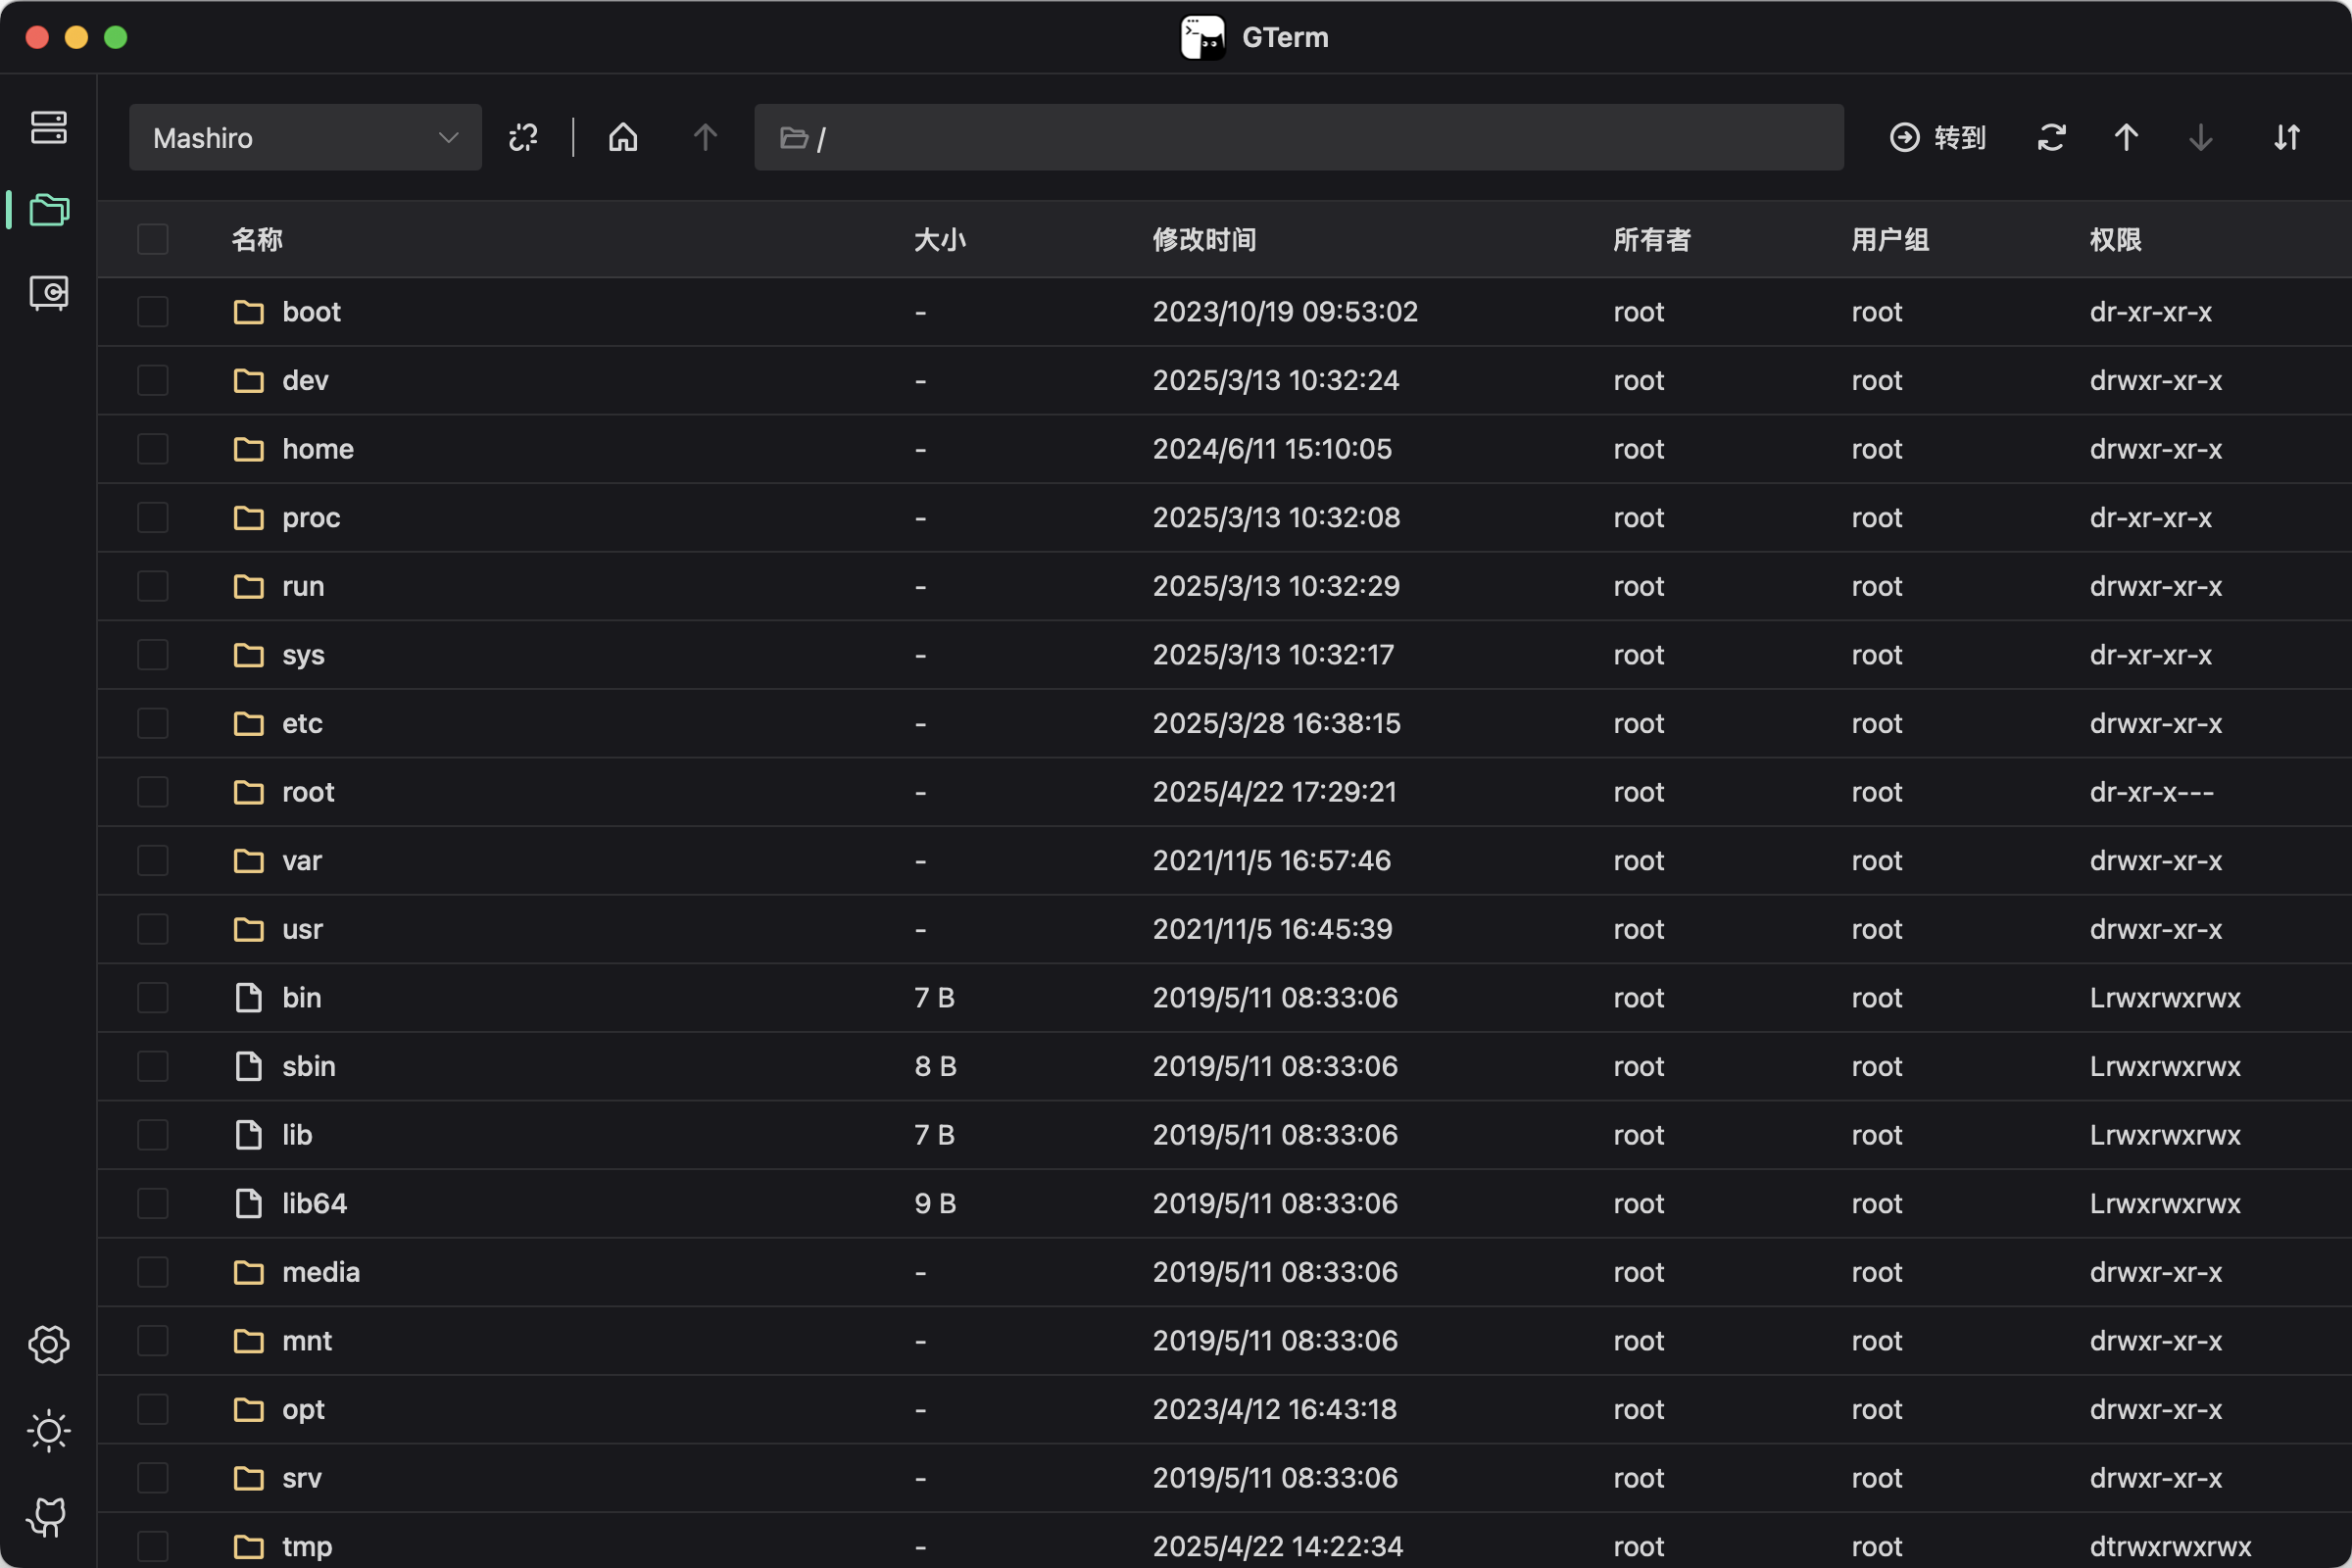 GTerm
Mashiro / 转到
名称 大小 修改时间 所有者 用户组 权限
boot - 2023/10/19 09:53:02 root root dr-xr-xr-x
dev - 2025/3/13 10:32:24 root root drwxr-xr-x
home - 2024/6/11 15:10:05 root root drwxr-xr-x
proc - 2025/3/13 10:32:08 root root dr-xr-xr-x
run - 2025/3/13 10:32:29 root root drwxr-xr-x
sys - 2025/3/13 10:32:17 root root dr-xr-xr-x
etc - 2025/3/28 16:38:15 root root drwxr-xr-x
root - 2025/4/22 17:29:21 root root dr-xr-x---
var - 2021/11/5 16:57:46 root root drwxr-xr-x
usr - 2021/11/5 16:45:39 root root drwxr-xr-x
bin 7 B 2019/5/11 08:33:06 root root Lrwxrwxrwx
sbin 8 B 2019/5/11 08:33:06 root root Lrwxrwxrwx
lib 7 B 2019/5/11 08:33:06 root root Lrwxrwxrwx
lib64 9 B 2019/5/11 08:33:06 root root Lrwxrwxrwx
media - 2019/5/11 08:33:06 root root drwxr-xr-x
mnt - 2019/5/11 08:33:06 root root drwxr-xr-x
opt - 2023/4/12 16:43:18 root root drwxr-xr-x
srv - 2019/5/11 08:33:06 root root drwxr-xr-x
tmp - 2025/4/22 14:22:34 root root dtrwxrwxrwx